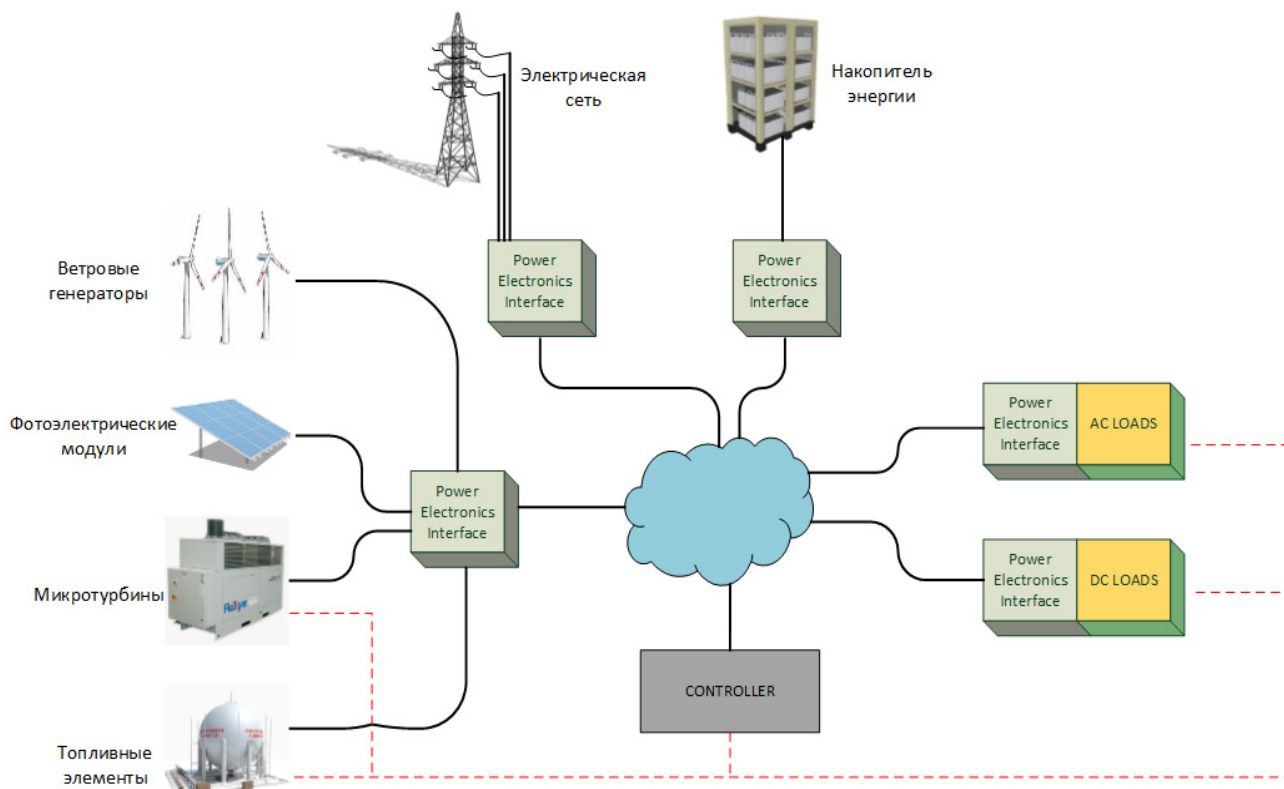 Электрическая
сеть
Накопитель
энергии
Power
Electronics
Interface
Power
Electronics
Interface
Ветровые
генераторы
Фотоэлектрические
модули
Power
Electronics
Interface
AC LOADS
Power
Electronics
Interface
Power
Electronics
Interface
DC LOADS
Микротурбины
CONTROLLER
Топливные
элементы